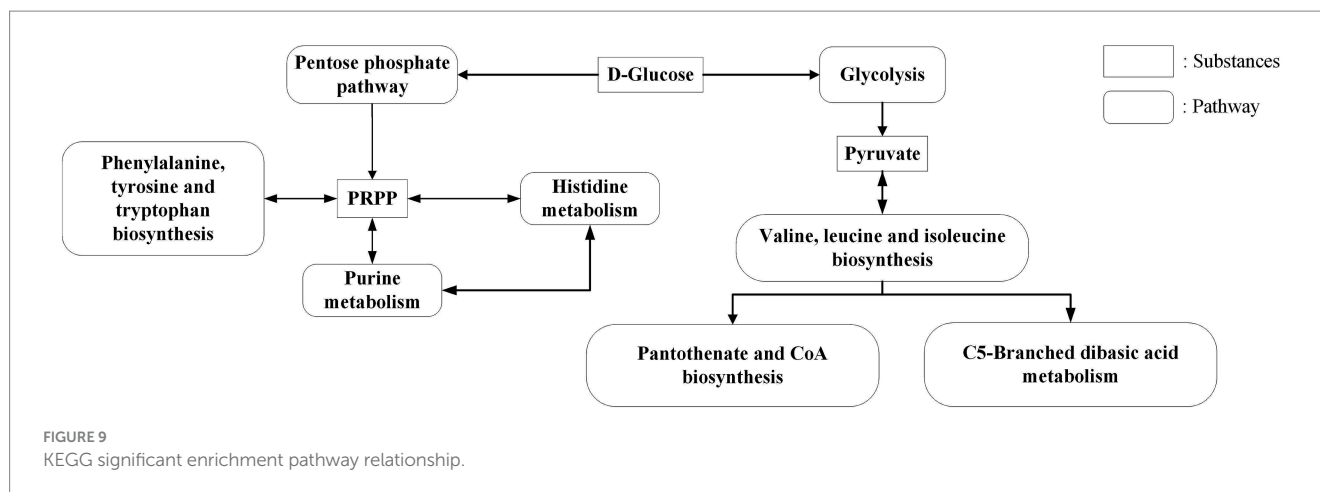 Pentose phosphate
pathway
D-Glucose
Glycolysis
: Substances
: Pathway
Phenylalanine,
tyrosine and
tryptophan
biosynthesis
PRPP
Histidine
metabolism
Purine
metabolism
Pyruvate
Valine, leucine and isoleucine
biosynthesis
Pantothenate and CoA
biosynthesis
C5-Branched dibasic acid
metabolism
FIGURE 9
KEGG significant enrichment pathway relationship.